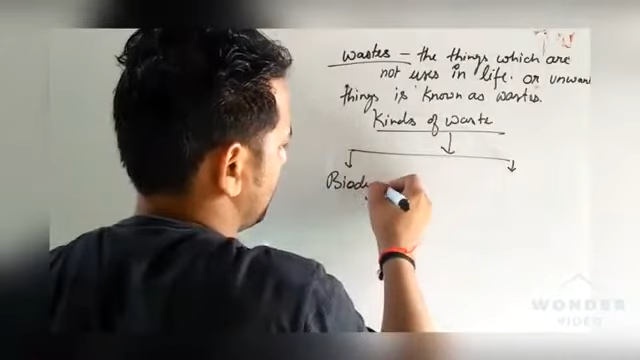 wastes - the things which are
not uses in life. or unwan
things is known as wastes.
Kinds of waste
Biod
WONDER
VIDEO